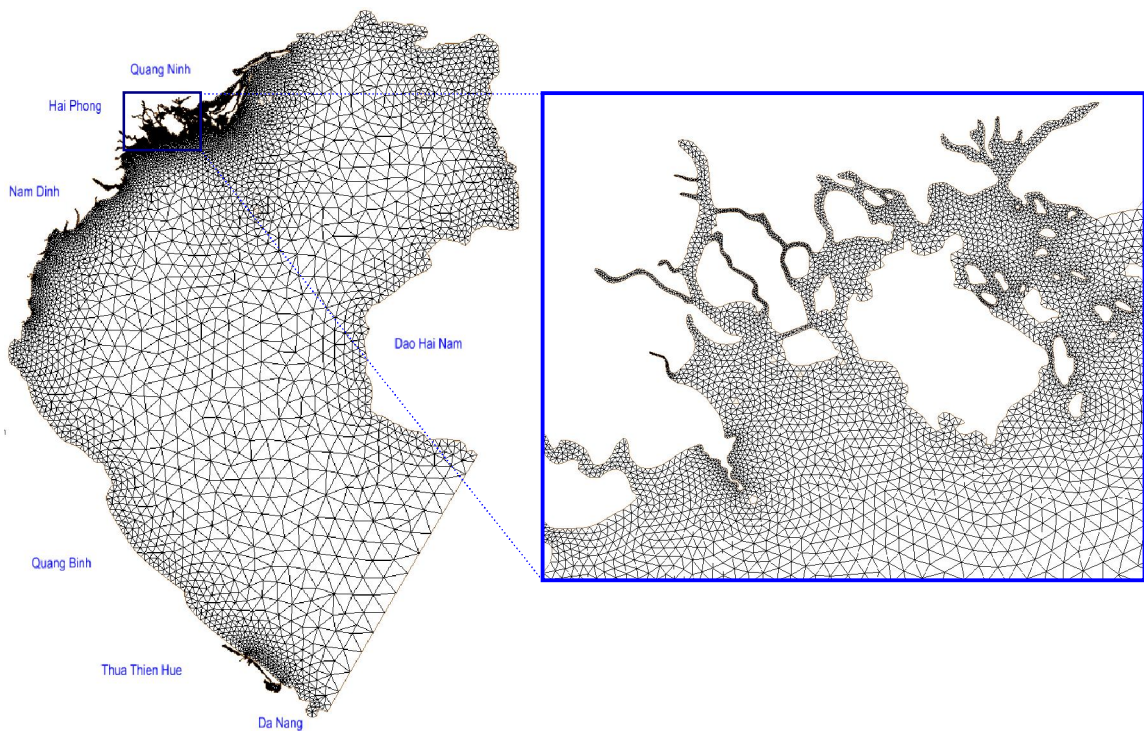 Quang Ninh
Hai Phong
Nam Dinh
Dao Hai Nam
Quang Binh
Thua Thien Hue
Da Nang